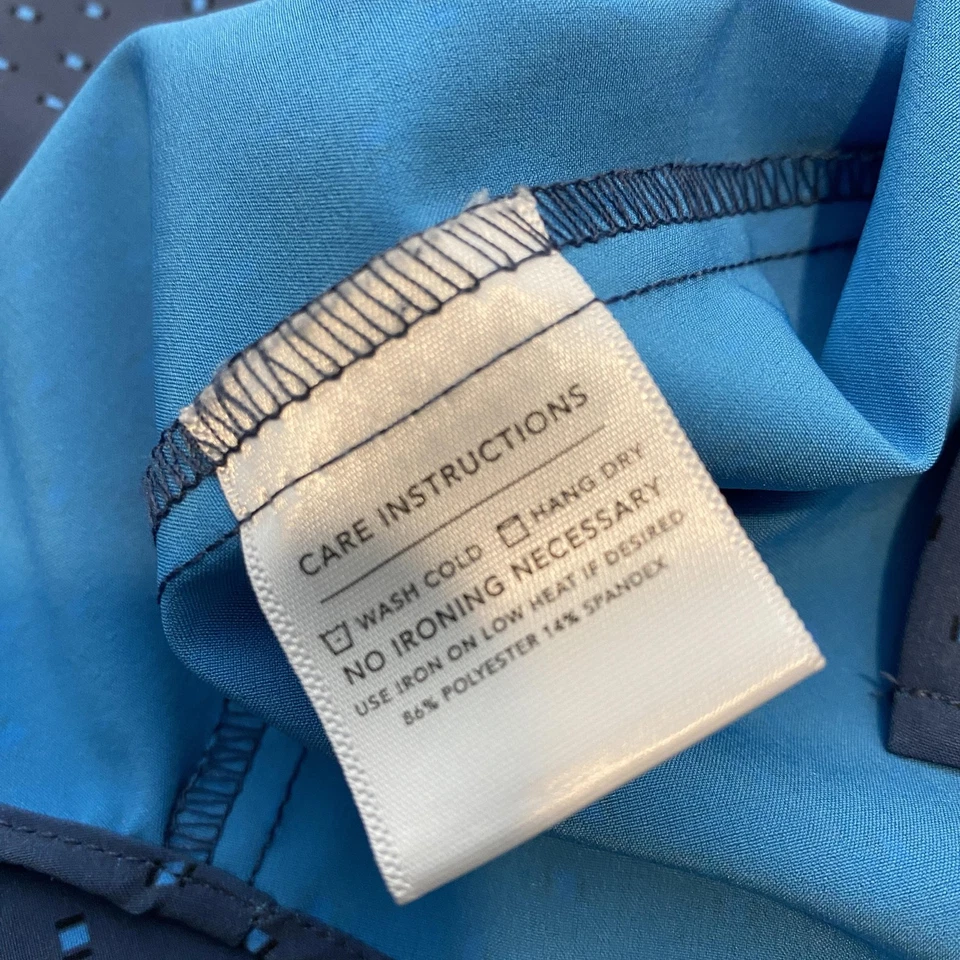 CARE INSTRUCTIONS
WASH COLD HANG DRY
NO IRONING NECESSARY
USE IRON ON LOW HEAT IF DESIRED
86% POLYESTER 14% SPANDEX